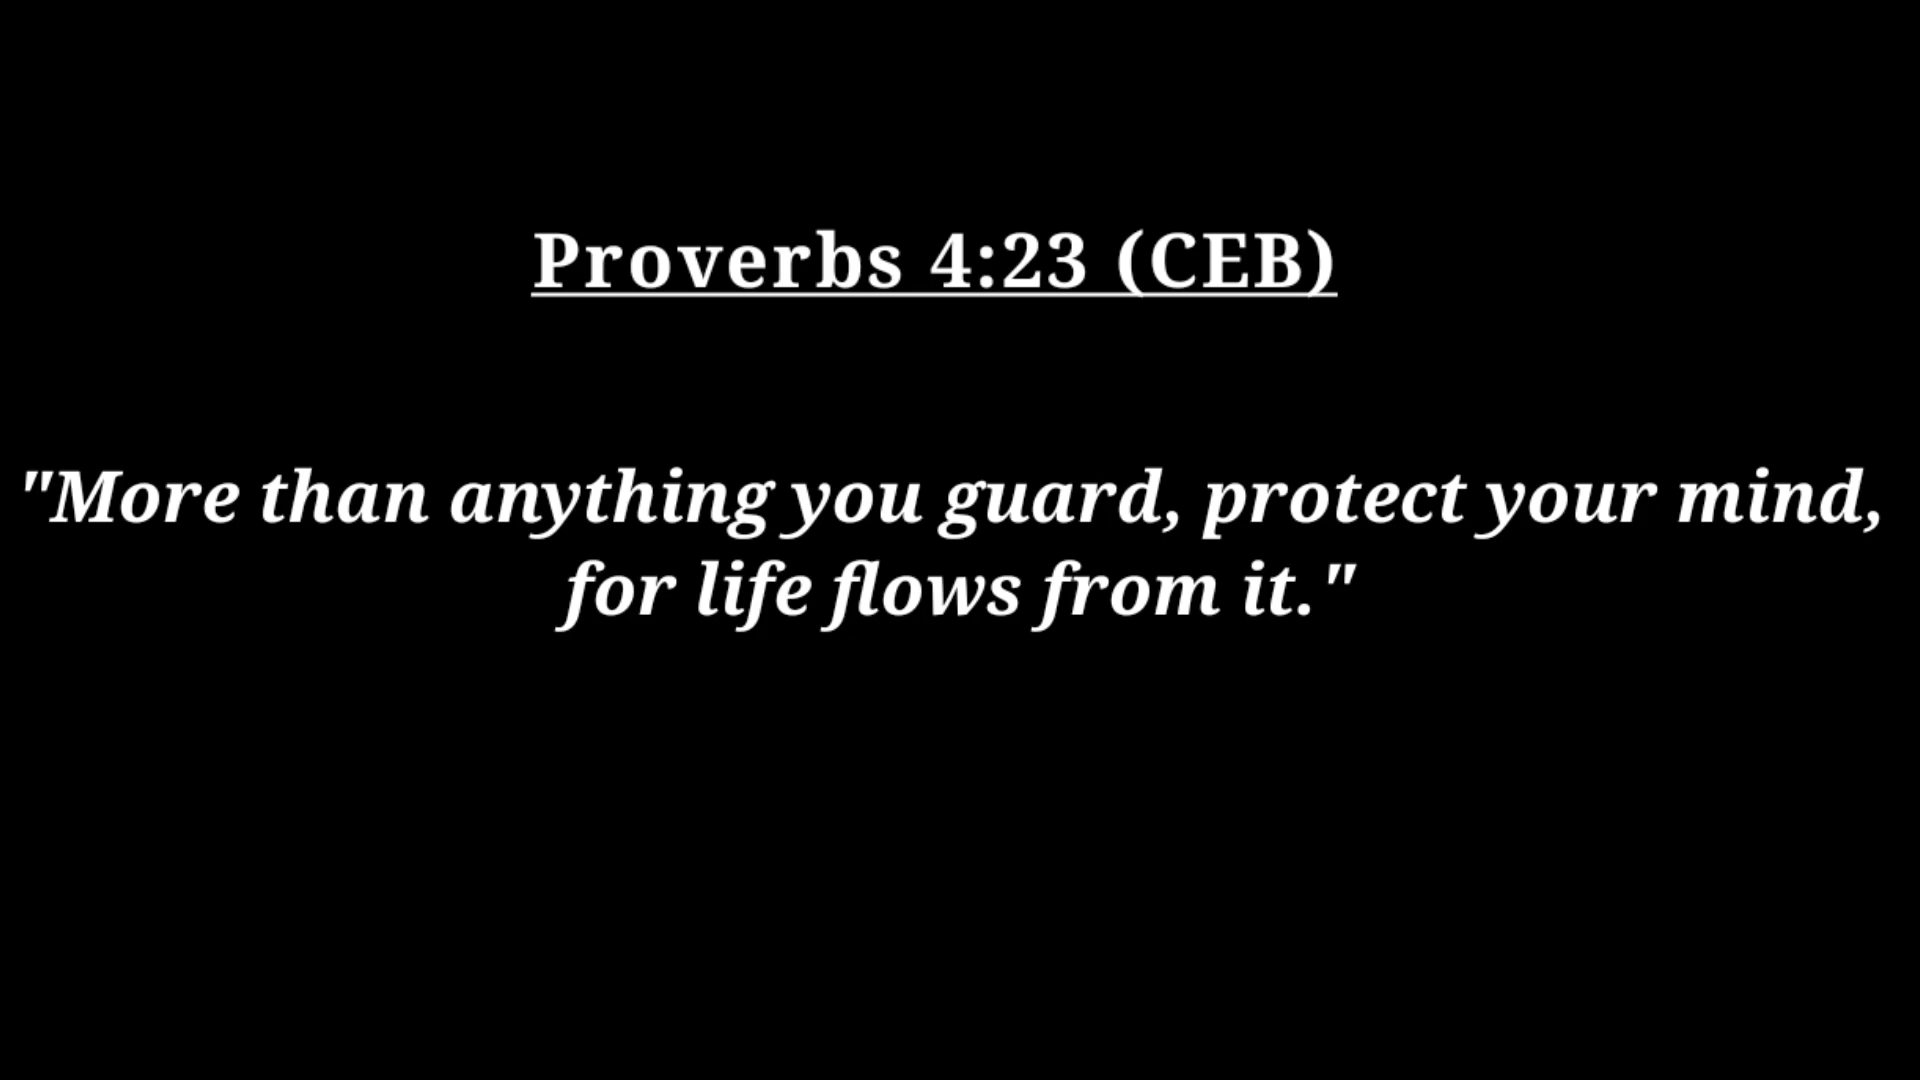 Proverbs 4:23 (CEB)
"More than anything you guard, protect your mind,
for life flows from it."